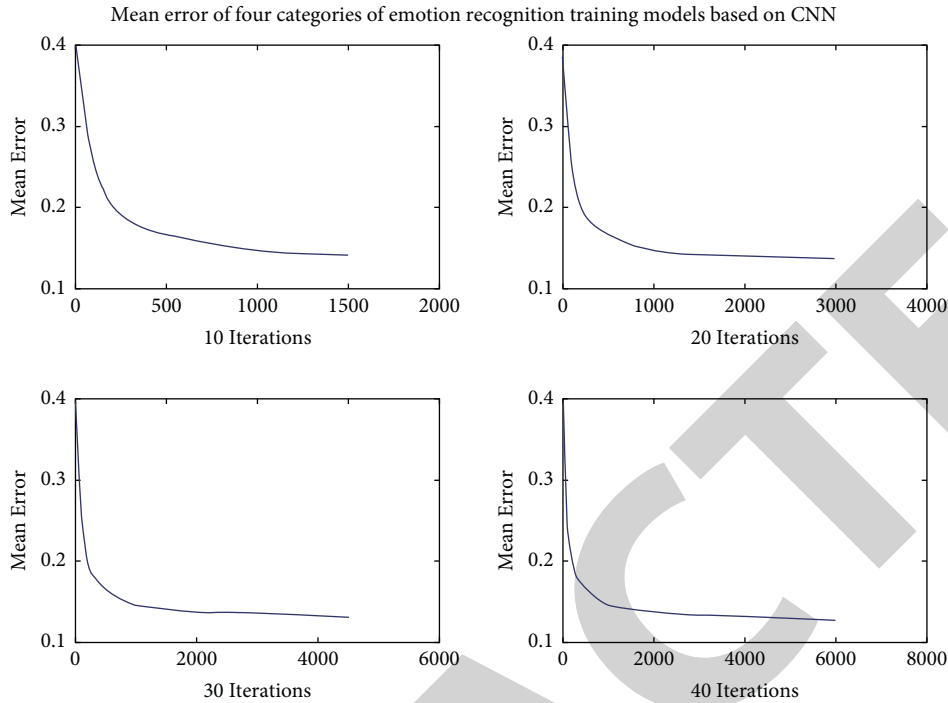 Mean error of four categories of emotion recognition training models based on CNN
0.4
0.3
0.2
0.1
Mean Error
0 500 1000 1500 2000
10 Iterations
0.4
0.3
0.2
0.1
Mean Error
0 1000 2000 3000 4000
20 Iterations
0.4
0.3
0.2
0.1
Mean Error
0 2000 4000 6000
30 Iterations
0.4
0.3
0.2
0.1
Mean Error
0 2000 4000 6000 8000
40 Iterations